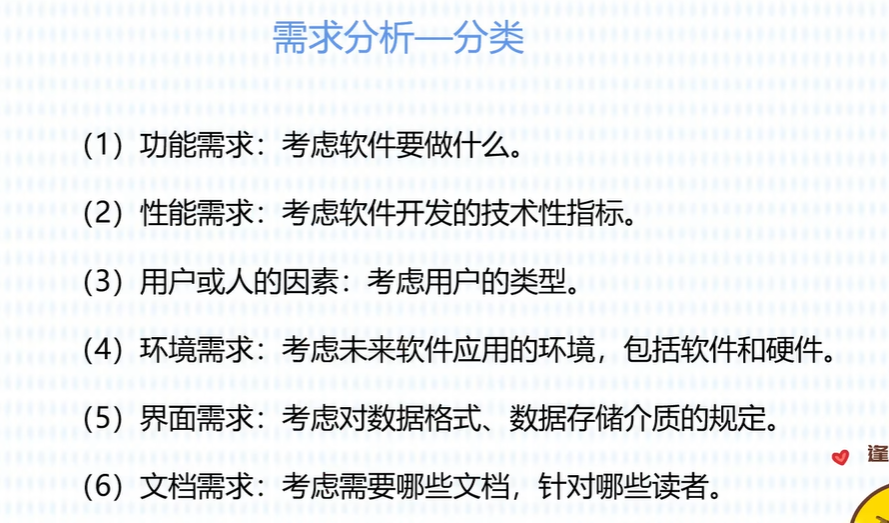 需求分析—分类
（1）功能需求：考虑软件要做什么。
（2）性能需求：考虑软件开发的技术性指标。
（3）用户或人的因素：考虑用户的类型。
（4）环境需求：考虑未来软件应用的环境，包括软件和硬件。
（5）界面需求：考虑对数据格式、数据存储介质的规定。
（6）文档需求：考虑需要哪些文档，针对哪些读者。